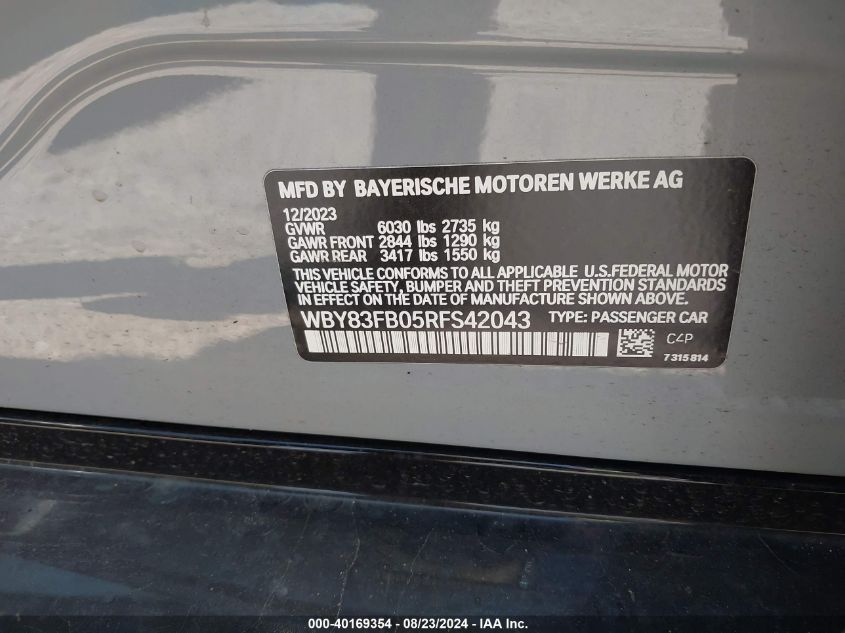 MFD BY BAYERISCHE MOTOREN WERKE AG
12/2023
GVWR 6030 lbs 2735 kg
GAWR FRONT 2844 lbs 1290 kg
GAWR REAR 3417 lbs 1550 kg
THIS VEHICLE CONFORMS TO ALL APPLICABLE U.S.FEDERAL MOTOR
VEHICLE SAFETY, BUMPER AND THEFT PREVENTION STANDARDS
IN EFFECT ON THE DATE OF MANUFACTURE SHOWN ABOVE.
WBY83FB05RFS42043 TYPE: PASSENGER CAR
C4P
7315814
000-40169354 / 08/23/2024 - IAA Inc.